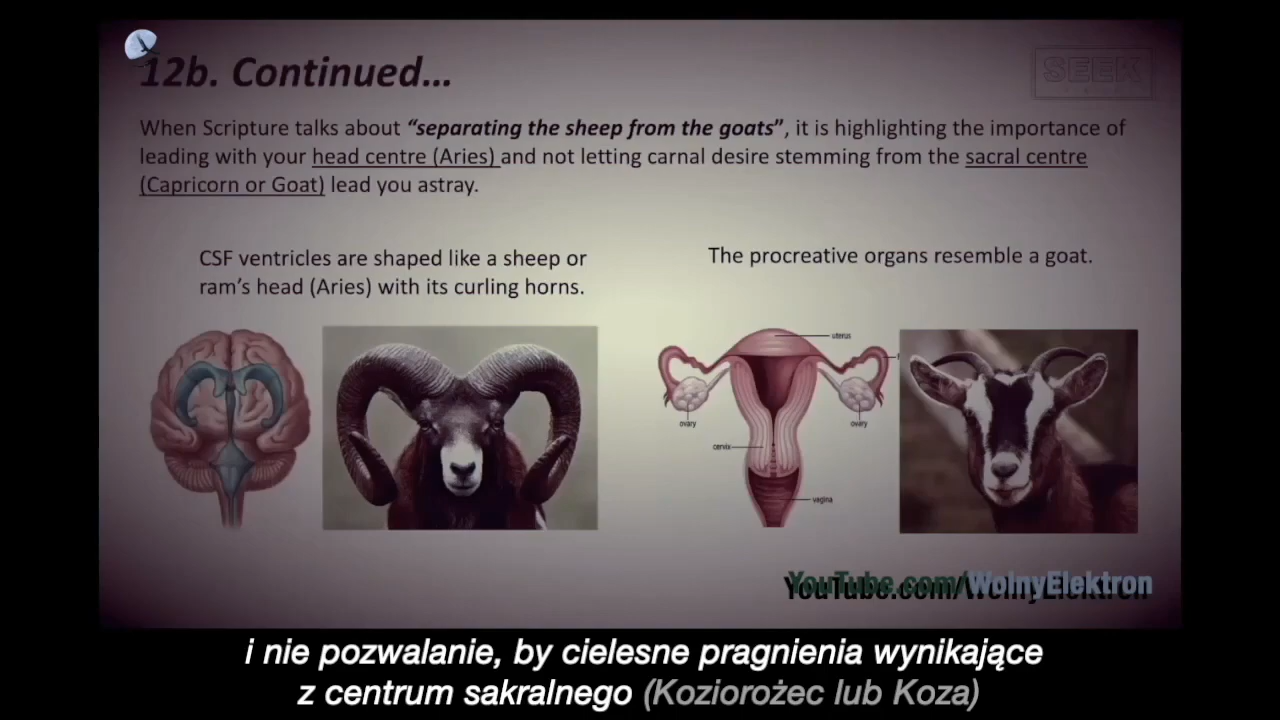 12b. Continued...
SEEK
When Scripture talks about “separating the sheep from the goats”, it is highlighting the importance of
leading with your head centre (Aries) and not letting carnal desire stemming from the sacral centre
(Capricorn or Goat) lead you astray.
CSF ventricles are shaped like a sheep or
ram’s head (Aries) with its curling horns.
The procreative organs resemble a goat.
uterus
ovary
ovary
cervix
vagina
YouTube.com/WolnyElektron
i nie pozwalanie, by cielesne pragnienia wynikające
z centrum sakralnego (Koziorożec lub Koza)